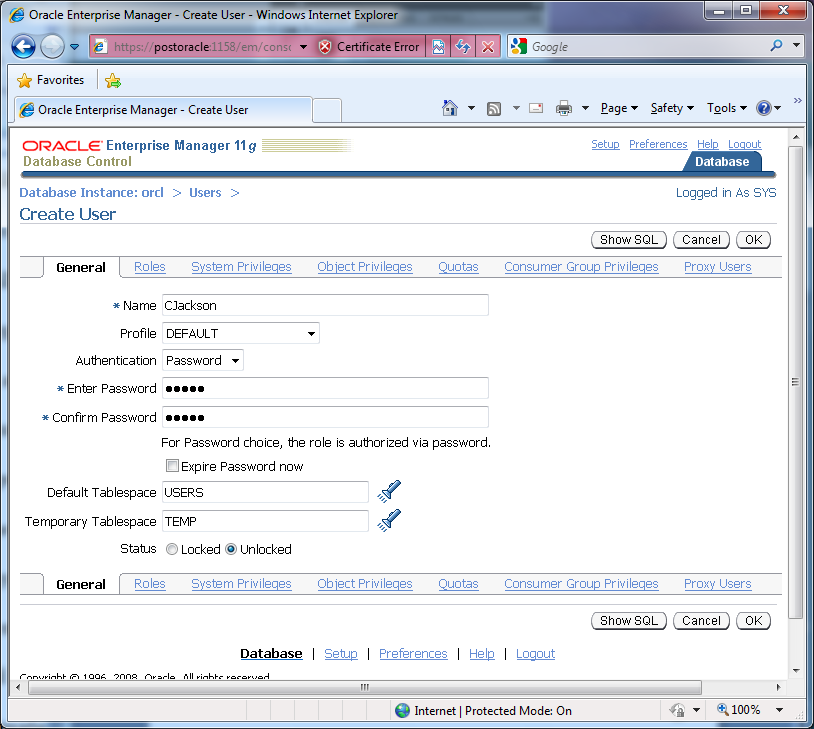 Oracle Enterprise Manager - Create User - Windows Internet Explorer
https://postoracle:1158/em/conso Certificate Error Google
Favorites
Oracle Enterprise Manager - Create User Page Safety Tools »
ORACLE Enterprise Manager 11g Setup Preferences Help Logout
Database Control Database
Database Instance: orcl > Users > Logged in As SYS
Create User
Show SQL Cancel OK
General Roles System Privileges Object Privileges Quotas Consumer Group Privileges Proxy Users
* Name CJackson
Profile DEFAULT
Authentication Password
* Enter Password •••••
* Confirm Password •••••
For Password choice, the role is authorized via password.
Expire Password now
Default Tablespace USERS
Temporary Tablespace TEMP
Status Locked Unlocked
General Roles System Privileges Object Privileges Quotas Consumer Group Privileges Proxy Users
Show SQL Cancel OK
Database | Setup | Preferences | Help | Logout
Copyright © 1996, 2008, Oracle. All rights reserved.
Internet | Protected Mode: On 100%